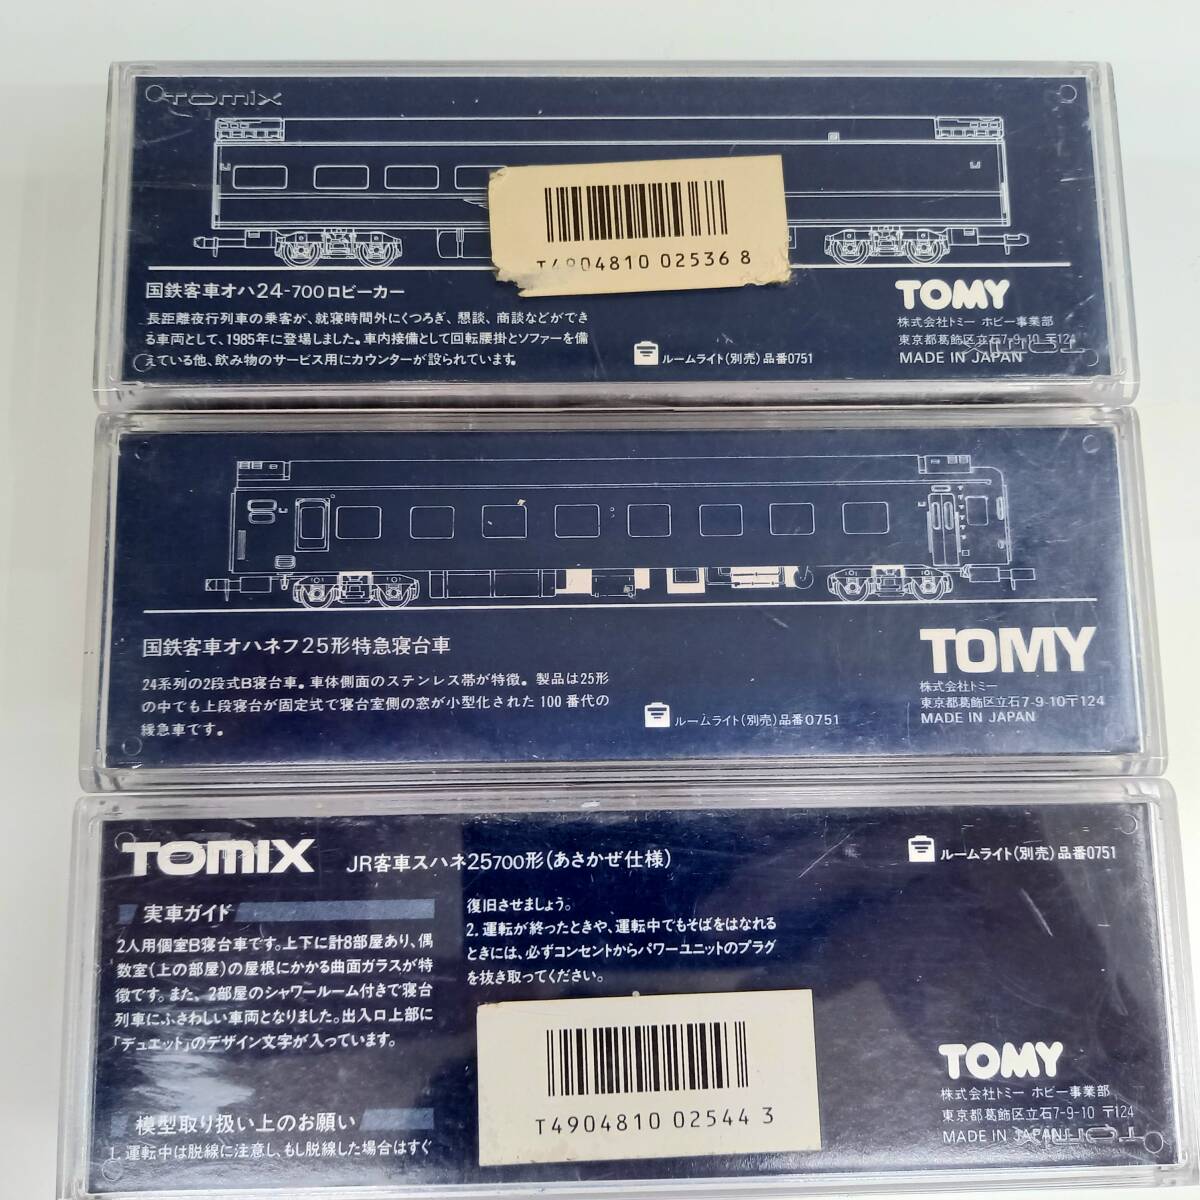 TOMIX
T4904810 02536 8
国鉄客車オハ24-700ロビーカー
長距離夜行列車の乗客が、就寝時間外にくつろぎ、懇談、商談などができ
る車両として、1985年に登場しました。車内接備として回転腰掛とソファーを備
えている他、飲み物のサービス用にカウンターが設られています。
ルームライト(別売)品番0751
TOMY
株式会社トミー ホビー事業部
東京都葛飾区立石7-9-10 〒124
MADE IN JAPAN
TOMIX
国鉄客車オハネフ25形特急寝台車
24系列の2段式B寝台車。車体側面のステンレス帯が特徴。製品は25形
の中でも上段寝台が固定式で寝台室側の窓が小型化された100番代の
緩急車です。
ルームライト(別売)品番0751
TOMY
株式会社トミー
東京都葛飾区立石7-9-10〒124
MADE IN JAPAN
TOMIX
JR客車スハネ25700形(あさかぜ仕様)
ルームライト(別売)品番0751
実車ガイド
2人用個室B寝台車です。上下に計8部屋あり、偶
数室(上の部屋)の屋根にかかる曲面ガラスが特
徴です。また、2部屋のシャワールーム付きで寝台
列車にふさわしい車両となりました。出入口上部に
「デュエット」のデザイン文字が入っています。
模型取り扱い上のお願い
1. 運転中は脱線に注意し、もし脱線した場合はすぐ
復旧させましょう。
2. 運転が終ったときや、運転中でもそばをはなれる
ときには、必ずコンセントからパワーユニットのプラグ
を抜き取ってください。
T4904810 02544 3
TOMY
株式会社トミー ホビー事業部
東京都葛飾区立石7-9-10 〒124
MADE IN JAPAN
TOMIX